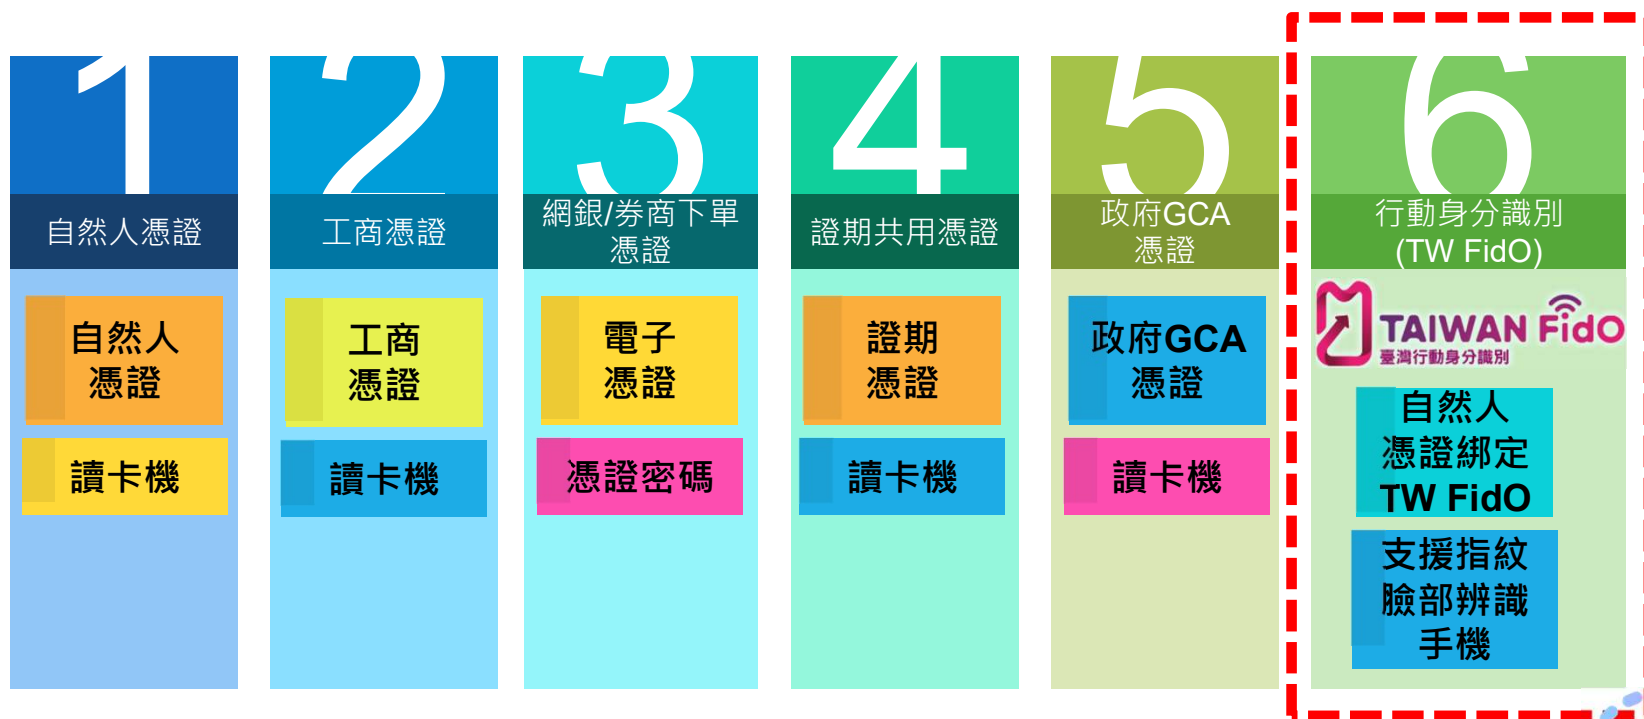 1
自然人憑證
自然人
憑證
讀卡機
2
工商憑證
工商
憑證
讀卡機
3
網銀/券商下單
憑證
電子
憑證
憑證密碼
4
證期共用憑證
證期
憑證
讀卡機
5
政府GCA
憑證
政府GCA
憑證
讀卡機
6
行動身分識別
(TW FidO)
TAIWAN FidO
臺灣行動身分識別
自然人
憑證綁定
TW FidO
支援指紋
臉部辨識
手機